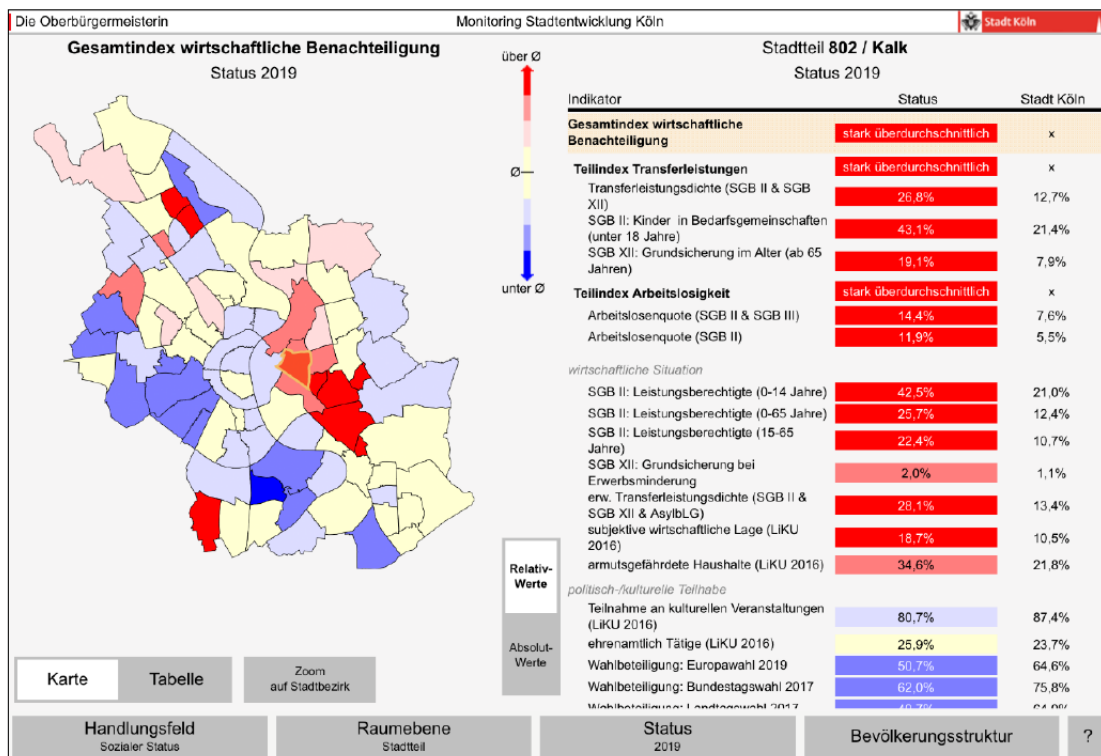 Die Oberbürgermeisterin
Monitoring Stadtentwicklung Köln
Stadt Köln
Gesamtindex wirtschaftliche Benachteiligung
Status 2019
über Ø
Ø
unter Ø
Relativ-
Werte
Absolut-
Werte
Karte
Tabelle
Zoom
auf Stadtbezirk
Stadtteil 802 / Kalk
Status 2019
Indikator Status Stadt Köln
Gesamtindex wirtschaftliche
Benachteiligung stark überdurchschnittlich x
Teilindex Transferleistungen stark überdurchschnittlich x
Transferleistungsdichte (SGB II & SGB
XII) 26,8% 12,7%
SGB II: Kinder in Bedarfsgemeinschaften
(unter 18 Jahre) 43,1% 21,4%
SGB XII: Grundsicherung im Alter (ab 65
Jahren) 19,1% 7,9%
Teilindex Arbeitslosigkeit stark überdurchschnittlich x
Arbeitslosenquote (SGB II & SGB III) 14,4% 7,6%
Arbeitslosenquote (SGB II) 11,9% 5,5%
wirtschaftliche Situation
SGB II: Leistungsberechtigte (0-14 Jahre) 42,5% 21,0%
SGB II: Leistungsberechtigte (0-65 Jahre) 25,7% 12,4%
SGB II: Leistungsberechtigte (15-65
Jahre) 22,4% 10,7%
SGB XII: Grundsicherung bei
Erwerbsminderung 2,0% 1,1%
erw. Transferleistungsdichte (SGB II &
SGB XII & AsylbLG) 28,1% 13,4%
subjektive wirtschaftliche Lage (LiKU
2016) 18,7% 10,5%
armutsgefährdete Haushalte (LiKU 2016) 34,6% 21,8%
politisch-/kulturelle Teilhabe
Teilnahme an kulturellen Veranstaltungen
(LiKU 2016) 80,7% 87,4%
ehrenamtlich Tätige (LiKU 2016) 25,9% 23,7%
Wahlbeteiligung: Europawahl 2019 50,7% 64,6%
Wahlbeteiligung: Bundestagswahl 2017 62,0% 75,8%
Wahlbeteiligung: Landtagswahl 2017
Handlungsfeld
Sozialer Status
Raumebene
Stadtteil
Status
2019
Bevölkerungsstruktur
?